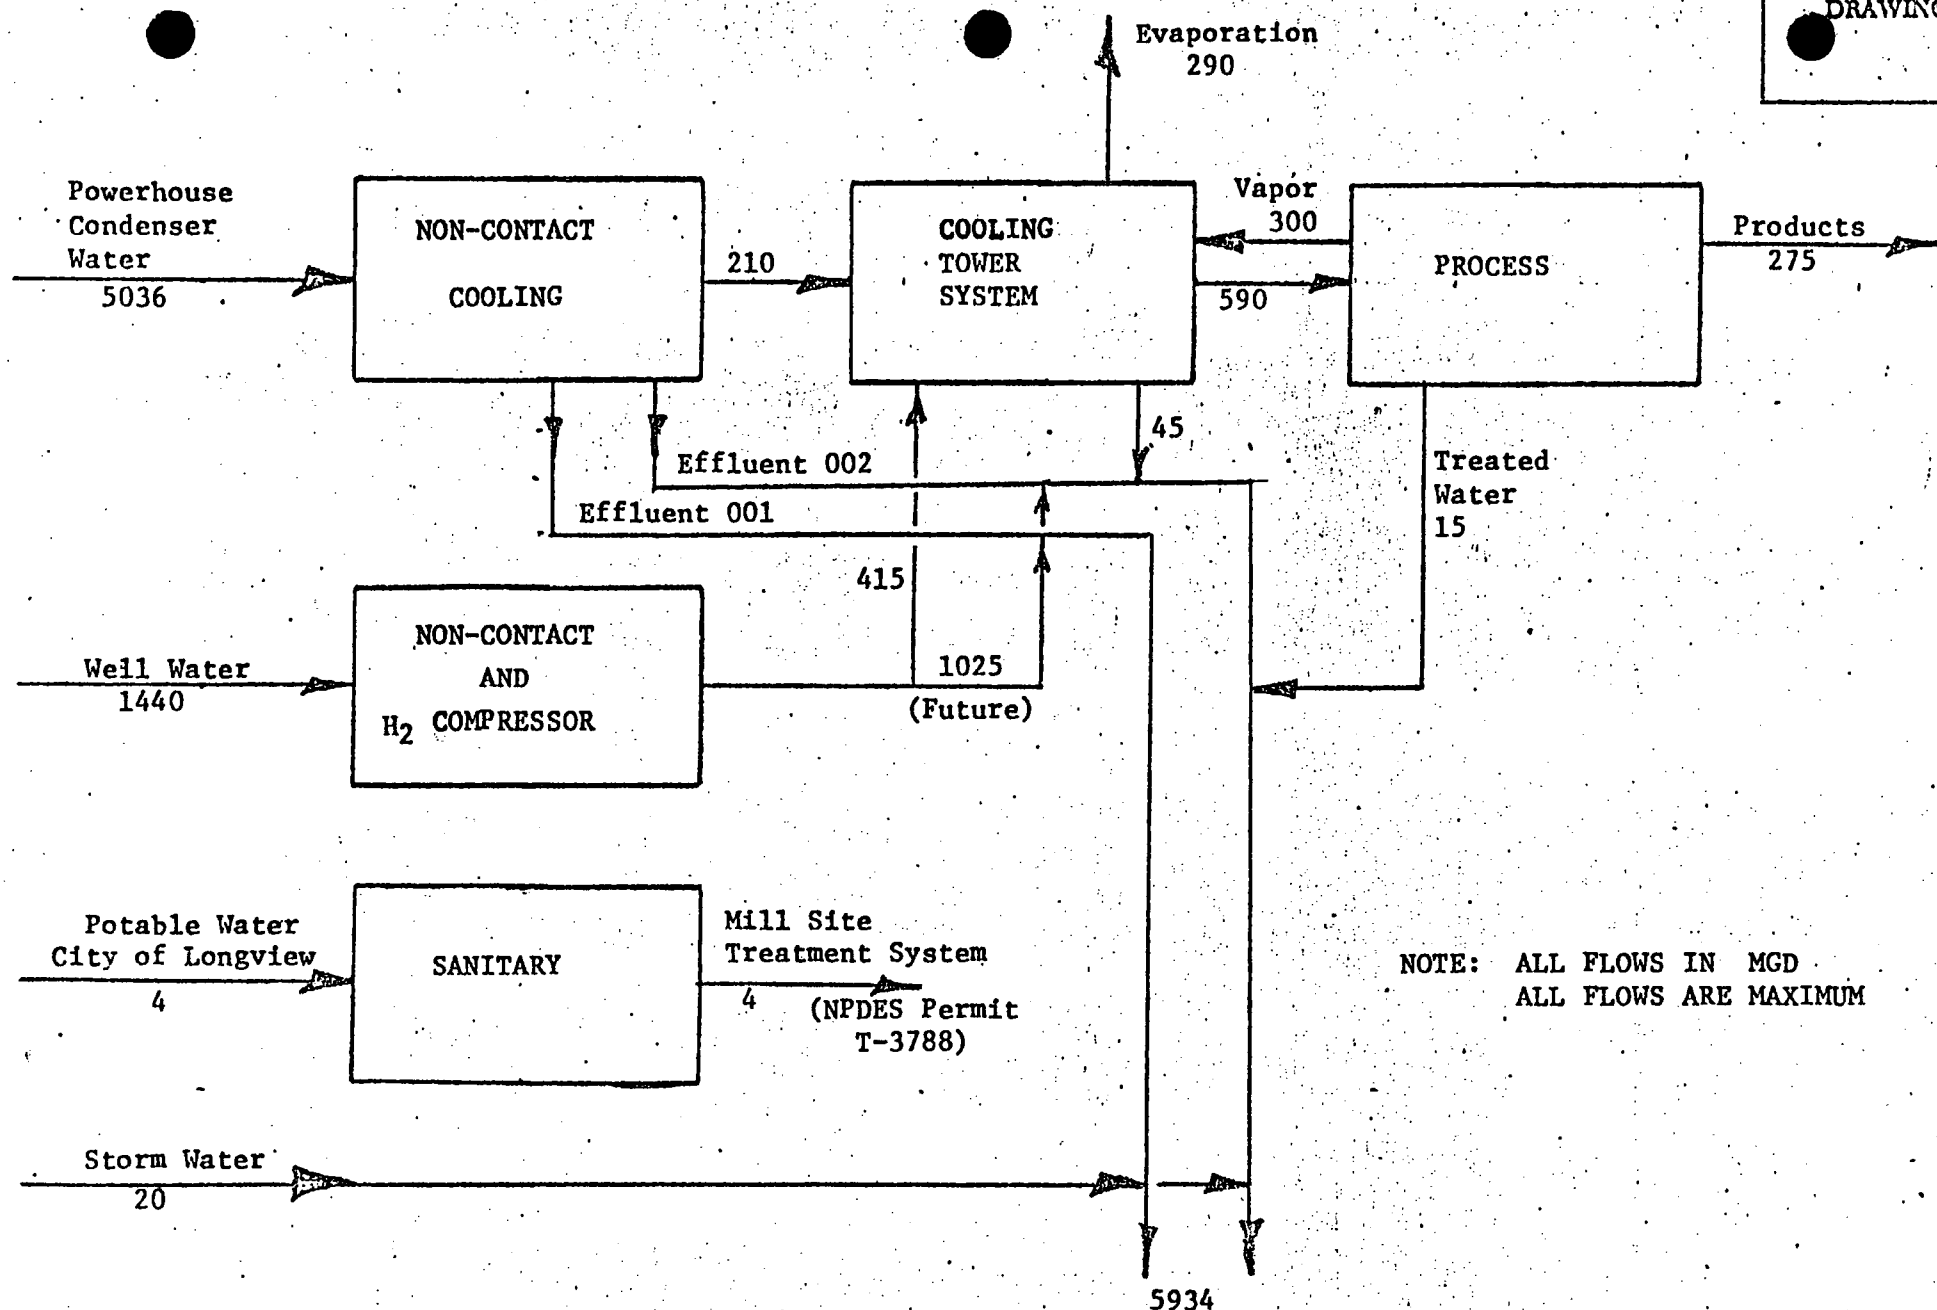 DRAWING
Evaporation
290
Powerhouse
Condenser
Water
5036
NON-CONTACT
COOLING
210
COOLING
TOWER
SYSTEM
Vapor
300
590
PROCESS
Products
275
45
Effluent 002
Effluent 001
Treated
Water
15
415
Well Water
1440
NON-CONTACT
AND
H2 COMPRESSOR
1025
(Future)
Potable Water
City of Longview
4
SANITARY
Mill Site
Treatment System
4
(NPDES Permit
T-3788)
NOTE: ALL FLOWS IN MGD
ALL FLOWS ARE MAXIMUM
Storm Water
20
5934